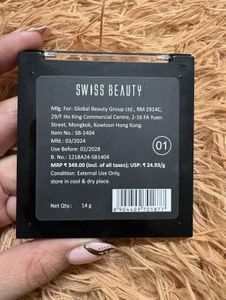 SWISS BEAUTY
Mfg. For: Global Beauty Group Ltd., RM 2914C,
29/F Ho King Commercial Centre, 2-16 FA Yuen
Street, Mongkok, Kowloon Hong Kong.
Item: SB-1404
Mfd.: 03/2024
Use Before: 02/2028
B. No.: 121BA24-SB1404
MRP ₹ 349.00 (Incl. of all taxes); USP: ₹ 24.93/g
Condition: External Use Only,
store in cool & dry place.
01
Net Qty.: 14 g
8904409701877